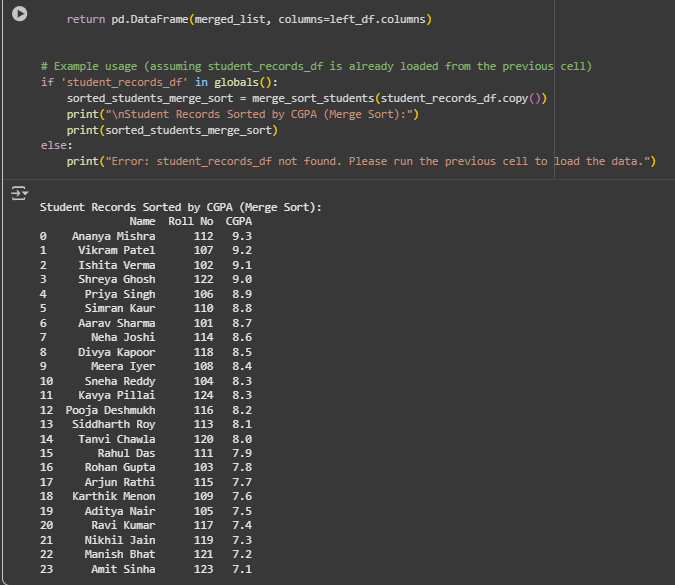 return pd.DataFrame(merged_list, columns=left_df.columns)
# Example usage (assuming student_records_df is already loaded from the previous cell)
if 'student_records_df' in globals():
    sorted_students_merge_sort = merge_sort_students(student_records_df.copy())
    print("\nStudent Records Sorted by CGPA (Merge Sort):")
    print(sorted_students_merge_sort)
else:
    print("Error: student_records_df not found. Please run the previous cell to load the data.")
Student Records Sorted by CGPA (Merge Sort):
Name Roll No CGPA
0 Ananya Mishra 112 9.3
1 Vikram Patel 107 9.2
2 Ishita Verma 102 9.1
3 Shreya Ghosh 122 9.0
4 Priya Singh 106 8.9
5 Simran Kaur 110 8.8
6 Aarav Sharma 101 8.7
7 Neha Joshi 114 8.6
8 Divya Kapoor 118 8.5
9 Meera Iyer 108 8.4
10 Sneha Reddy 104 8.3
11 Kavya Pillai 124 8.3
12 Pooja Deshmukh 116 8.2
13 Siddharth Roy 113 8.1
14 Tanvi Chawla 120 8.0
15 Rahul Das 111 7.9
16 Rohan Gupta 103 7.8
17 Arjun Rathi 115 7.7
18 Karthik Menon 109 7.6
19 Aditya Nair 105 7.5
20 Ravi Kumar 117 7.4
21 Nikhil Jain 119 7.3
22 Manish Bhat 121 7.2
23 Amit Sinha 123 7.1